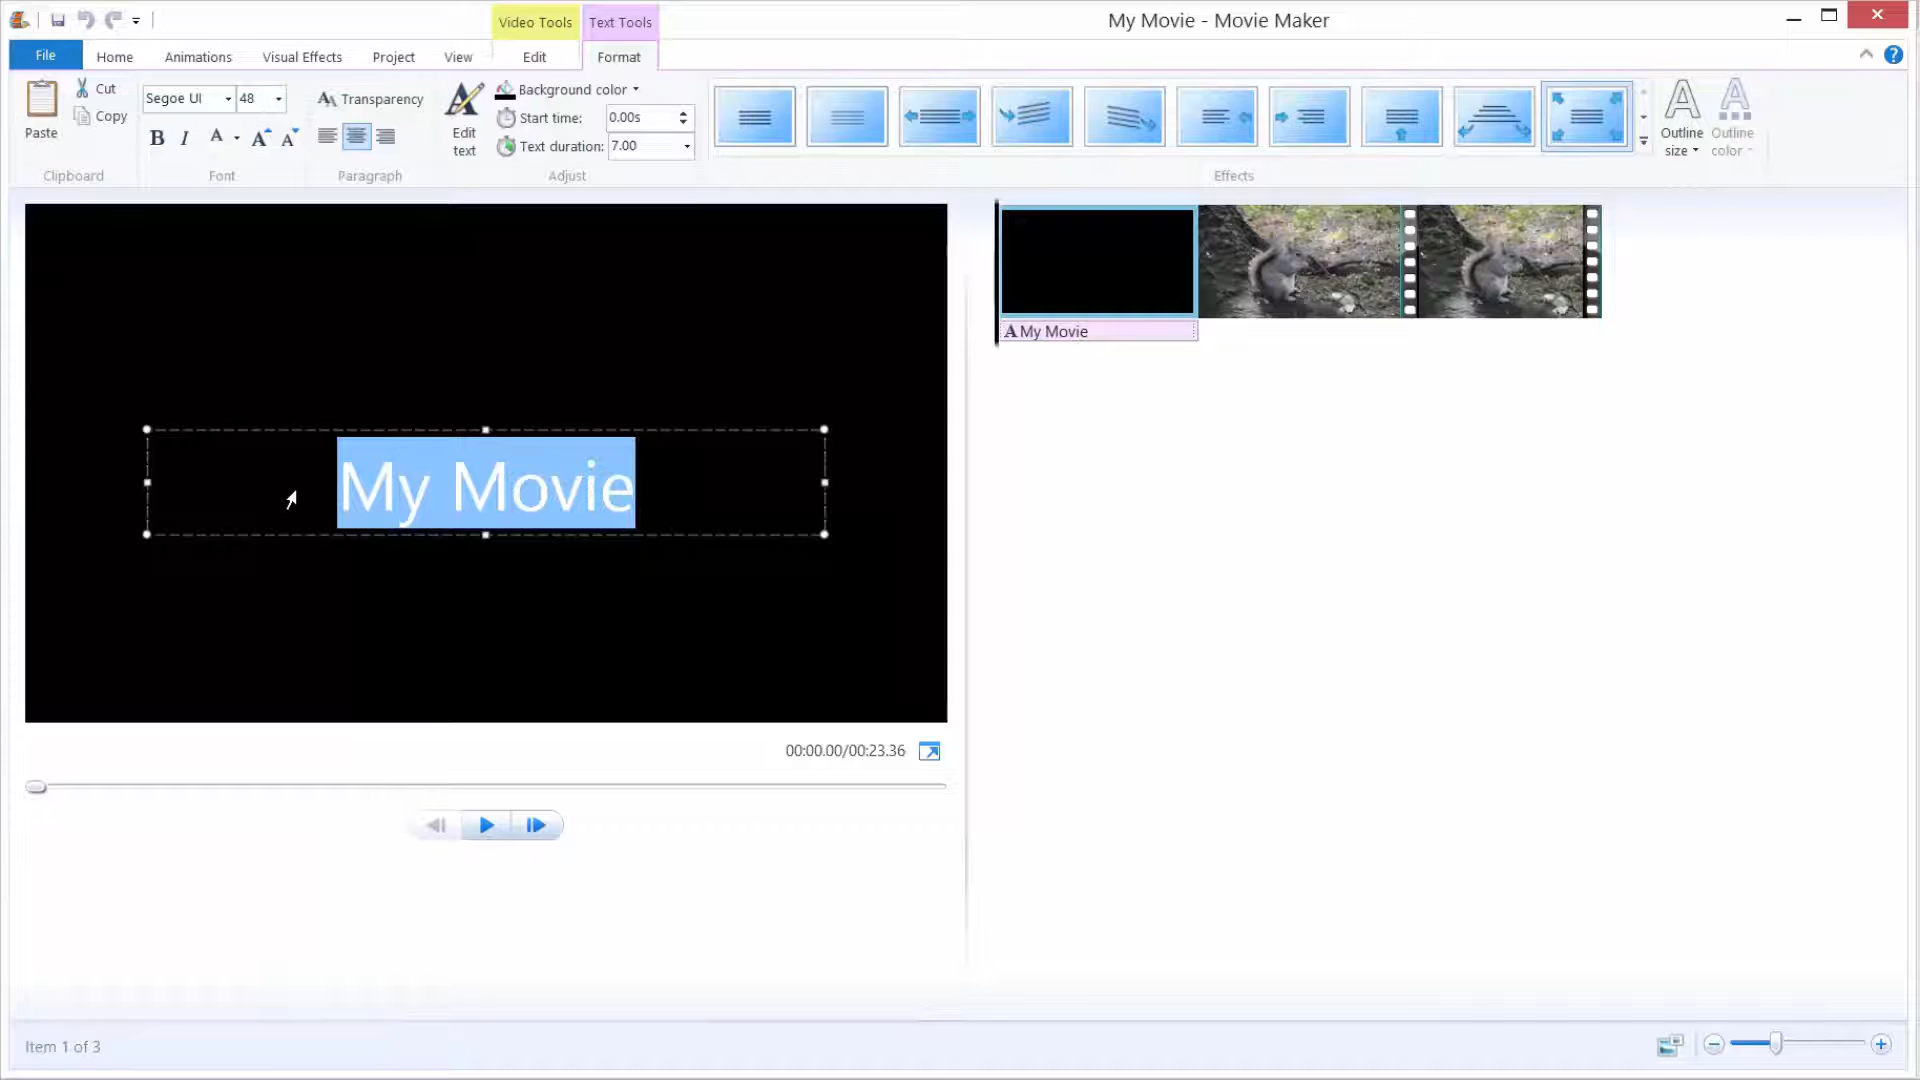 Video Tools
Text Tools
My Movie - Movie Maker
File
Home
Animations
Visual Effects
Project
View
Edit
Format
Paste
Cut
Copy
Clipboard
Segoe UI
48
B I A A A
Font
Transparency
Paragraph
Edit
text
Background color
Start time: 0.00s
Text duration: 7.00
Adjust
Effects
Outline
size
Outline
color
My Movie
A My Movie
00:00.00/00:23.36
Item 1 of 3